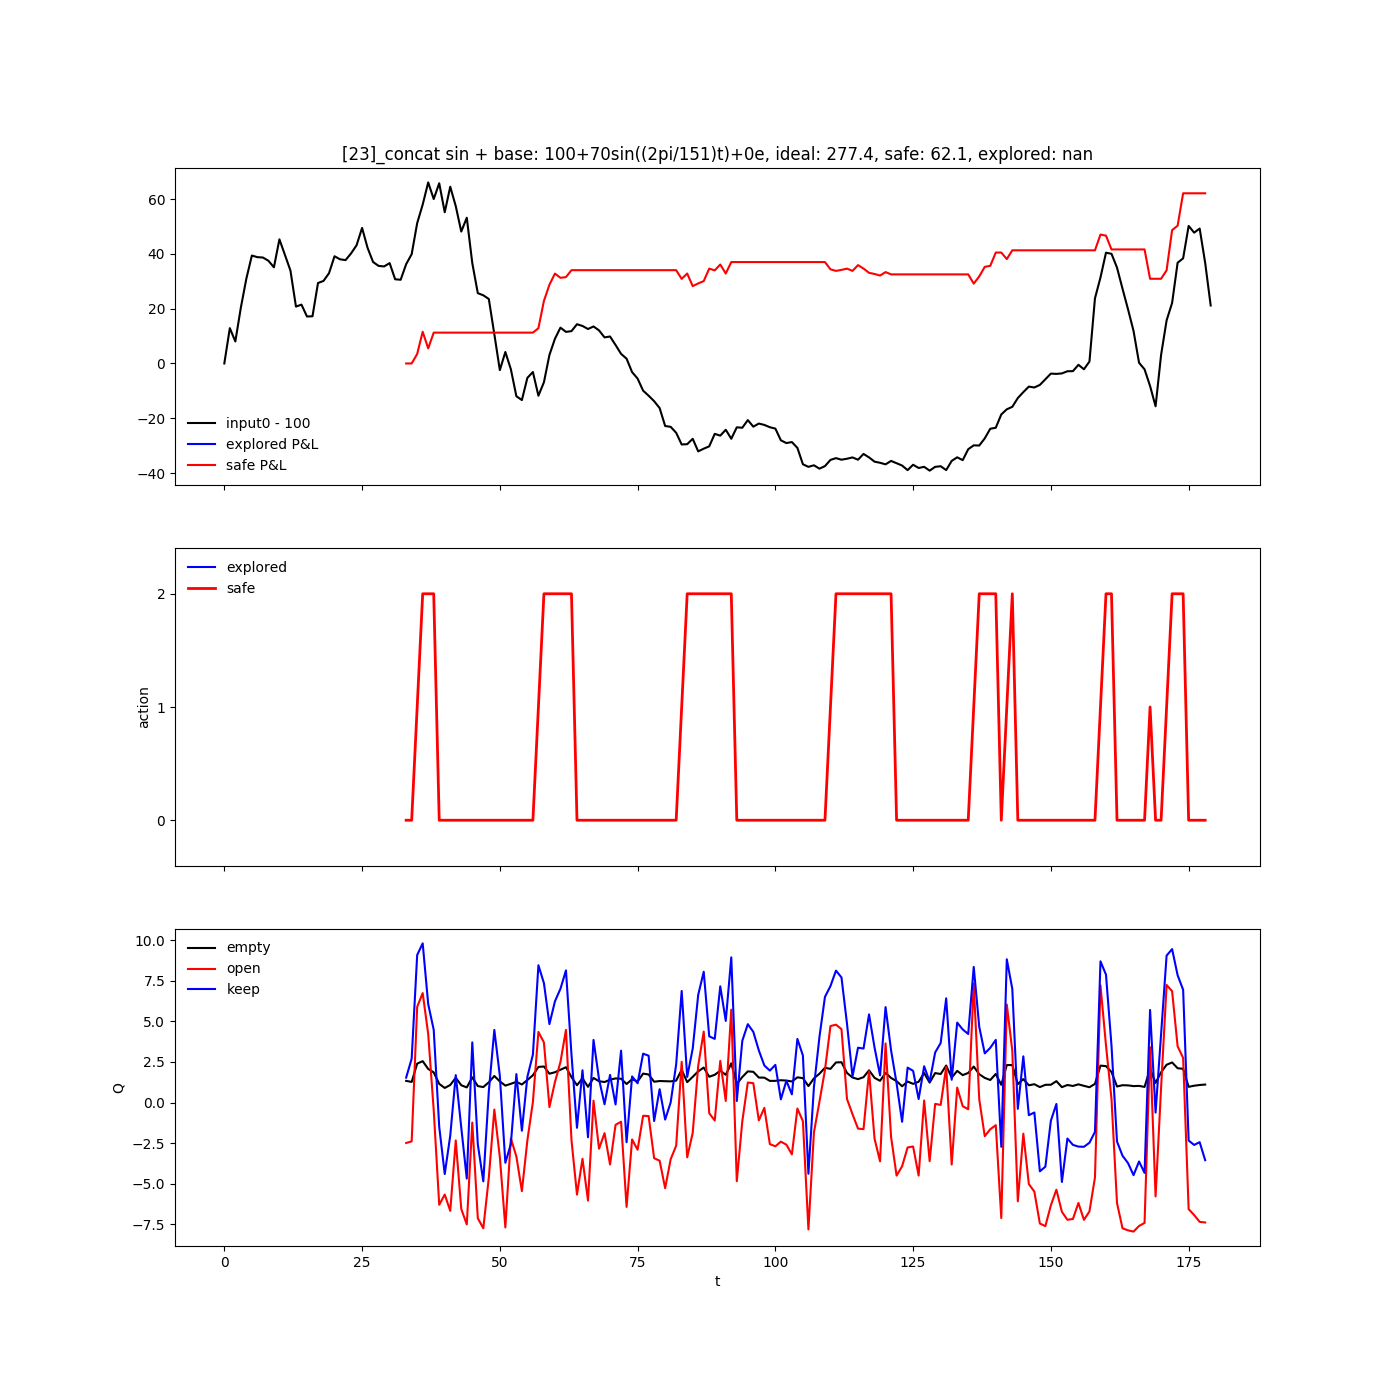 [23]_concat sin + base: 100+70sin((2pi/151)t)+0e, ideal: 277.4, safe: 62.1, explored: nan
60
40
20
0
−20
−40
input0 - 100
explored P&L
safe P&L
2
1
0
action
explored
safe
10.0
7.5
5.0
2.5
0.0
−2.5
−5.0
−7.5
Q
empty
open
keep
0 25 50 75 100 125 150 175
t